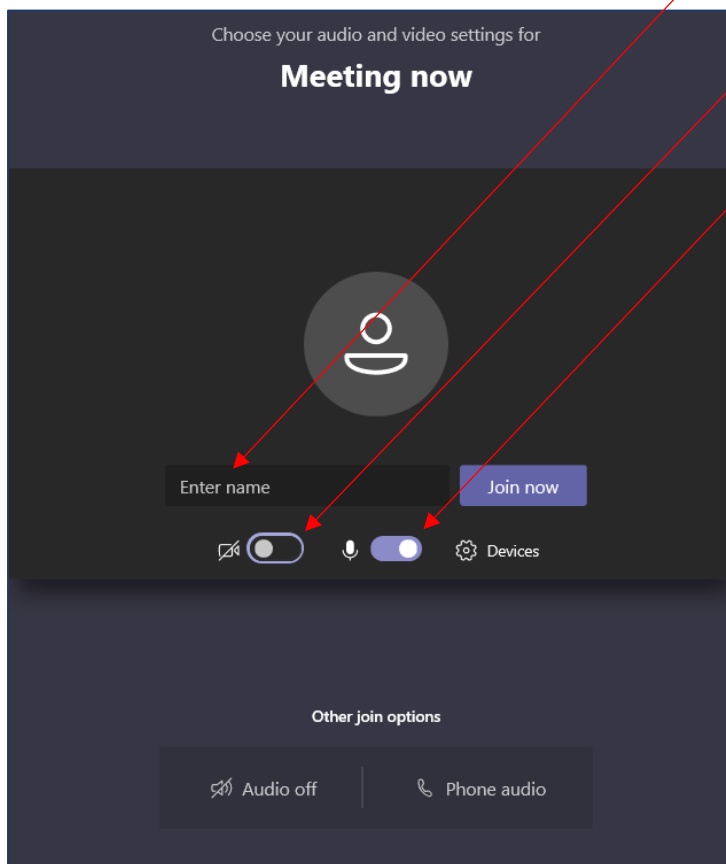 Choose your audio and video settings for
Meeting now
Enter name
Join now
Devices
Other join options
Audio off
Phone audio